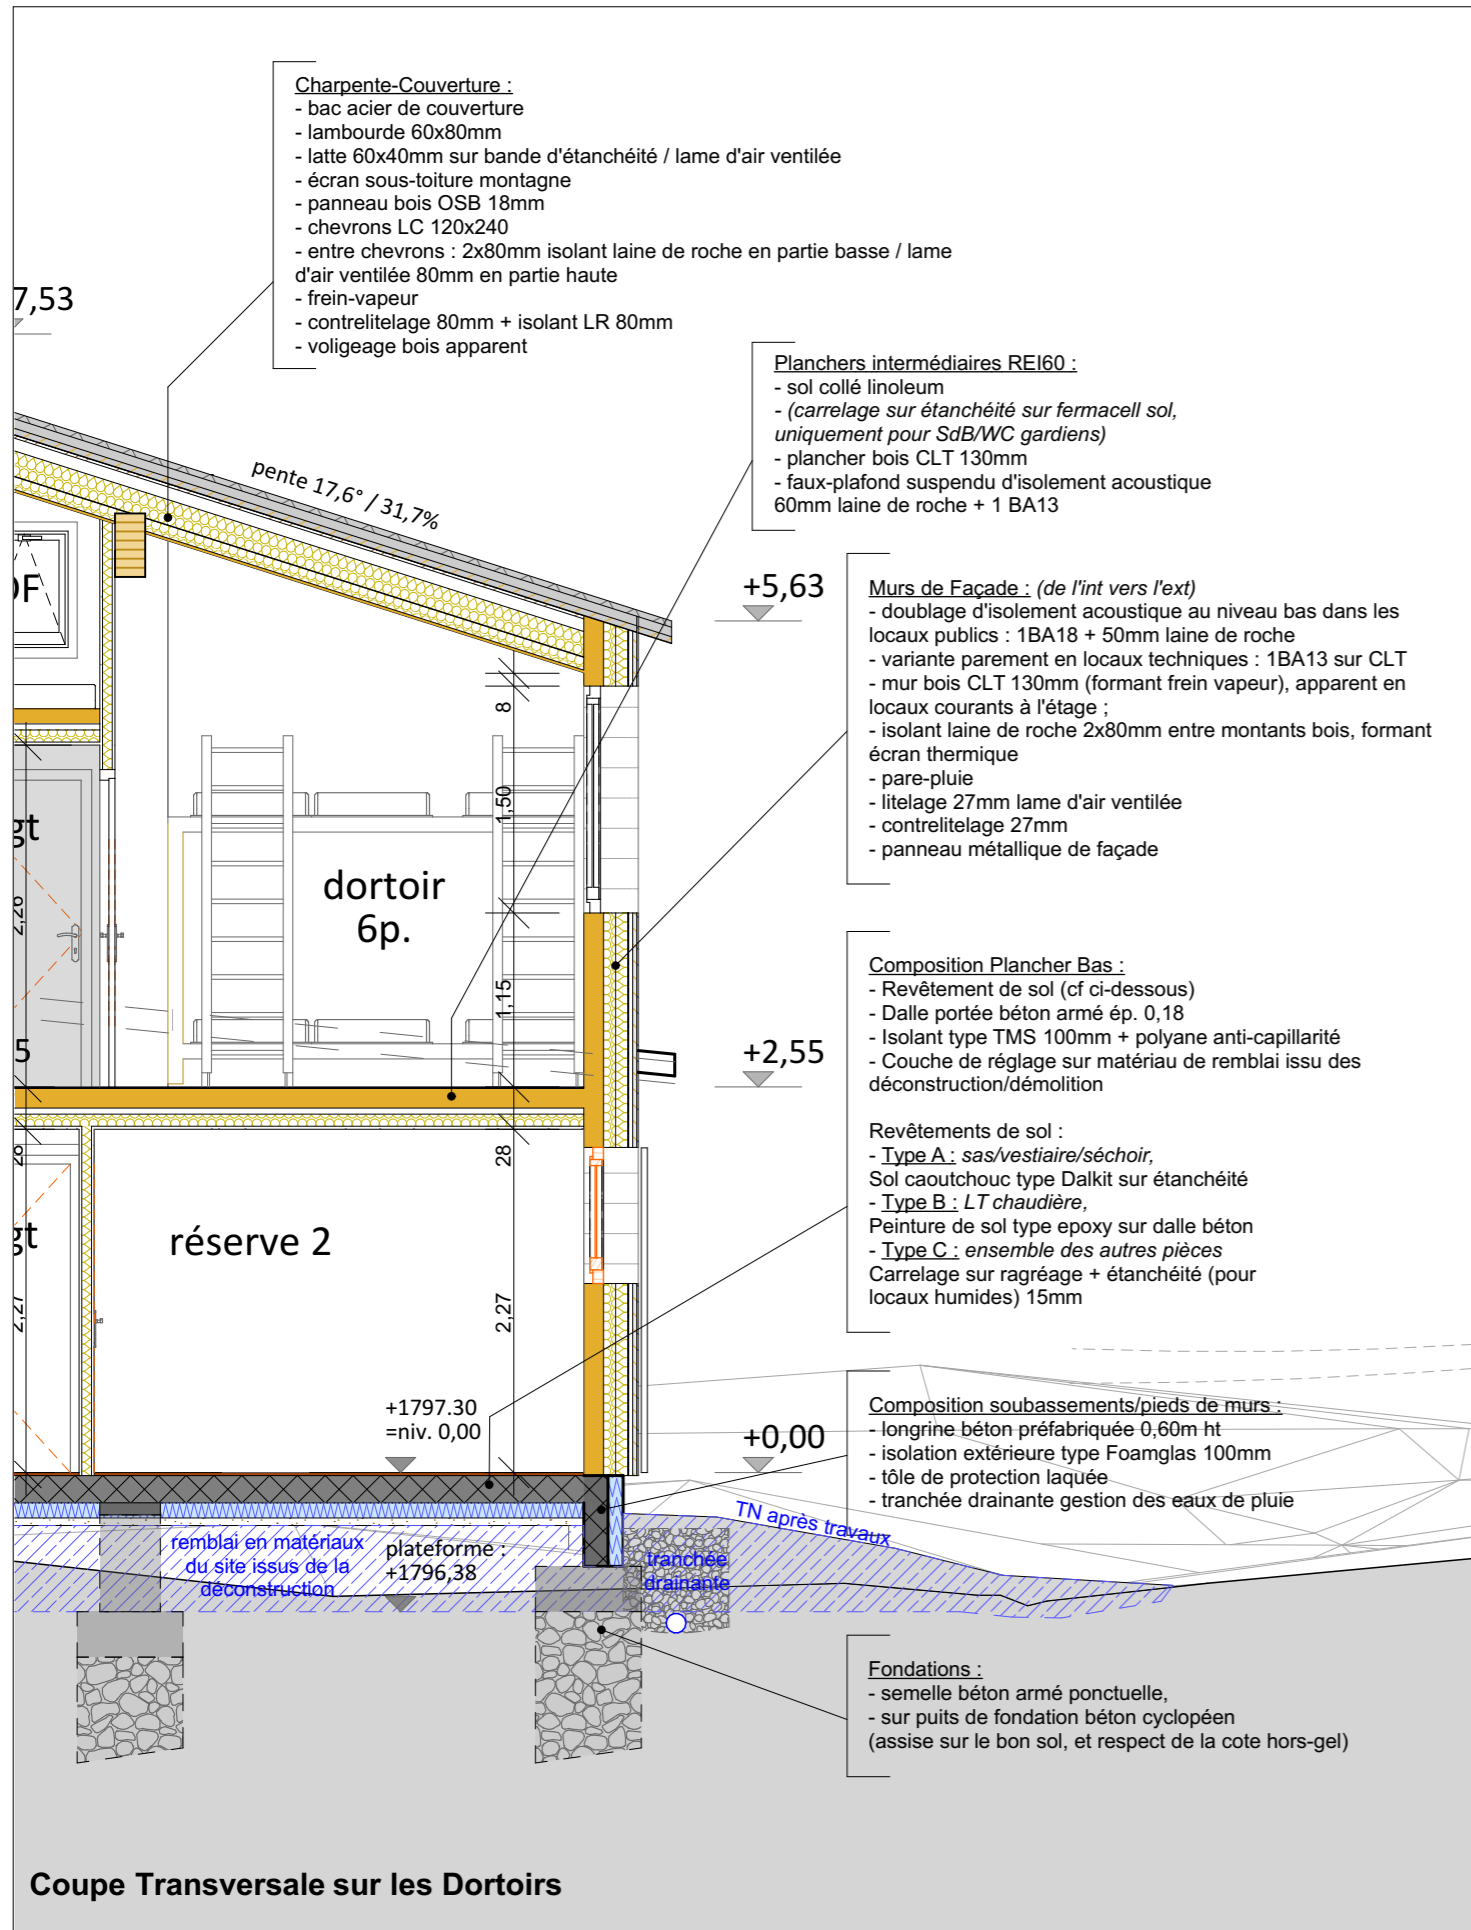 Charpente-Couverture :
- bac acier de couverture
- lambourde 60x80mm
- latte 60x40mm sur bande d'étanchéité / lame d'air ventilée
- écran sous-toiture montagne
- panneau bois OSB 18mm
- chevrons LC 120x240
- entre chevrons : 2x80mm isolant laine de roche en partie basse / lame
d'air ventilée 80mm en partie haute
- frein-vapeur
- contrelitelage 80mm + isolant LR 80mm
- voligeage bois apparent
7,53
Planchers intermédiaires REI60 :
- sol collé linoleum
- (carrelage sur étanchéité sur fermacell sol,
uniquement pour SdB/WC gardiens)
- plancher bois CLT 130mm
- faux-plafond suspendu d'isolement acoustique
60mm laine de roche + 1 BA13
pente 17,6° / 31,7%
+5,63
Murs de Façade : (de l'int vers l'ext)
- doublage d'isolement acoustique au niveau bas dans les
locaux publics : 1BA18 + 50mm laine de roche
- variante parement en locaux techniques : 1BA13 sur CLT
- mur bois CLT 130mm (formant frein vapeur), apparent en
locaux courants à l'étage ;
- isolant laine de roche 2x80mm entre montants bois, formant
écran thermique
- pare-pluie
- litelage 27mm lame d'air ventilée
- contrelitelage 27mm
- panneau métallique de façade
OF
8
1,50
gt
2,26
dortoir
6p.
1,15
5
+2,55
Composition Plancher Bas :
- Revêtement de sol (cf ci-dessous)
- Dalle portée béton armé ép. 0,18
- Isolant type TMS 100mm + polyane anti-capillarité
- Couche de réglage sur matériau de remblai issu des
déconstruction/démolition
Revêtements de sol :
- Type A : sas/vestiaire/séchoir,
Sol caoutchouc type Dalkit sur étanchéité
- Type B : LT chaudière,
Peinture de sol type epoxy sur dalle béton
- Type C : ensemble des autres pièces
Carrelage sur ragréage + étanchéité (pour
locaux humides) 15mm
28
28
gt
réserve 2
2,27
2,27
+1797.30
=niv. 0,00
+0,00
Composition soubassements/pieds de murs :
- longrine béton préfabriquée 0,60m ht
- isolation extérieure type Foamglas 100mm
- tôle de protection laquée
- tranchée drainante gestion des eaux de pluie
TN après travaux
remblai en matériaux
du site issus de la
déconstruction
plateforme :
+1796,38
tranchée
drainante
Fondations :
- semelle béton armé ponctuelle,
- sur puits de fondation béton cyclopéen
(assise sur le bon sol, et respect de la cote hors-gel)
Coupe Transversale sur les Dortoirs